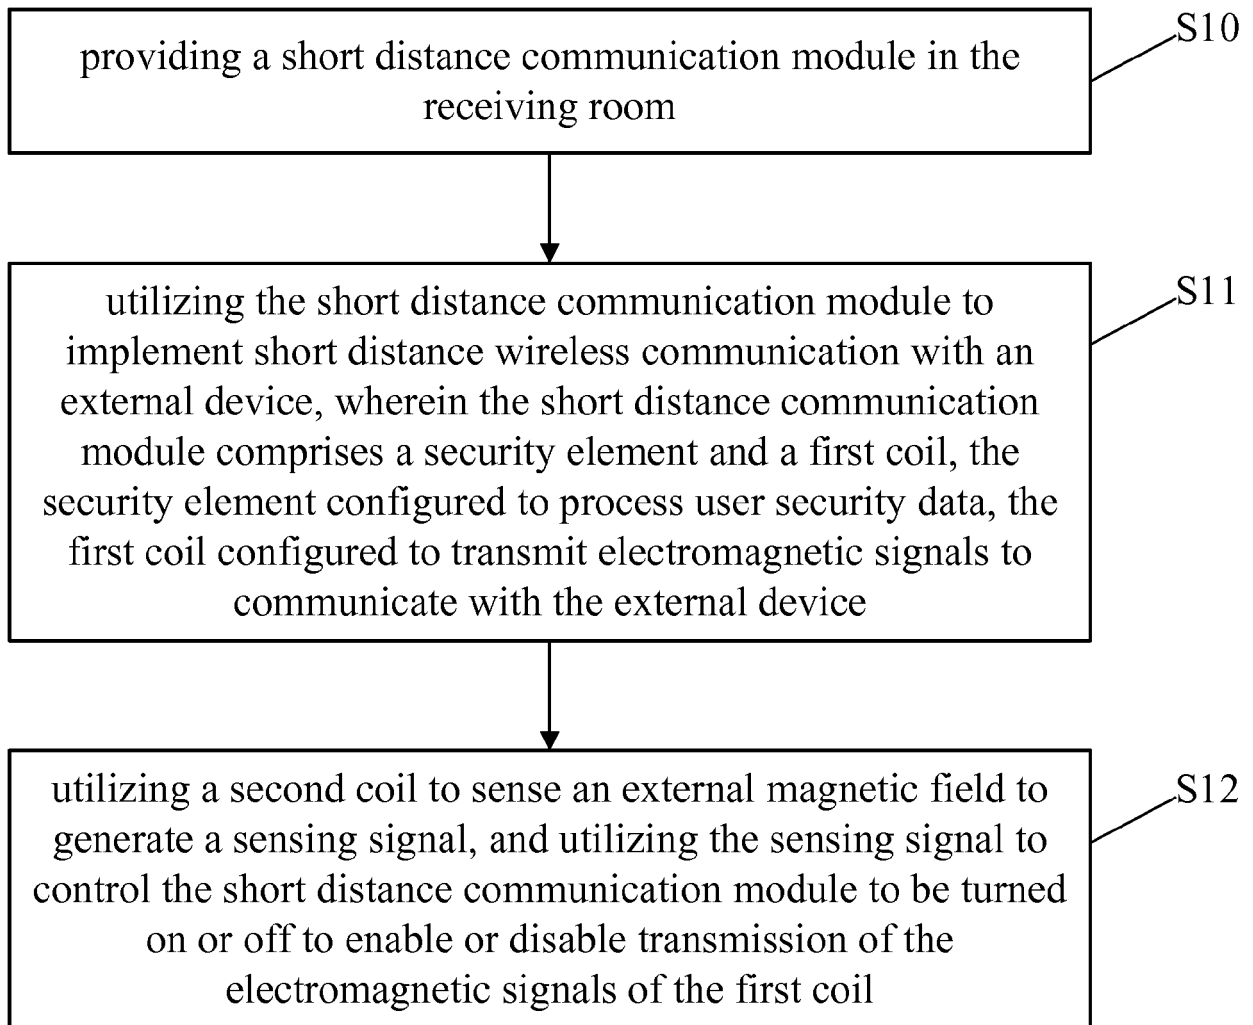 providing a short distance communication module in the
receiving room
S10
utilizing the short distance communication module to
implement short distance wireless communication with an
external device, wherein the short distance communication
module comprises a security element and a first coil, the
security element configured to process user security data, the
first coil configured to transmit electromagnetic signals to
communicate with the external device
S11
utilizing a second coil to sense an external magnetic field to
generate a sensing signal, and utilizing the sensing signal to
control the short distance communication module to be turned
on or off to enable or disable transmission of the
electromagnetic signals of the first coil
S12